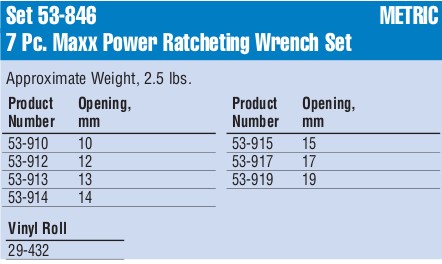 Set 53-846 METRIC
7 Pc. Maxx Power Ratcheting Wrench Set
Approximate Weight, 2.5 lbs.
Product Opening, Product Opening,
Number mm Number mm
53-910 10 53-915 15
53-912 12 53-917 17
53-913 13 53-919 19
53-914 14
Vinyl Roll
29-432